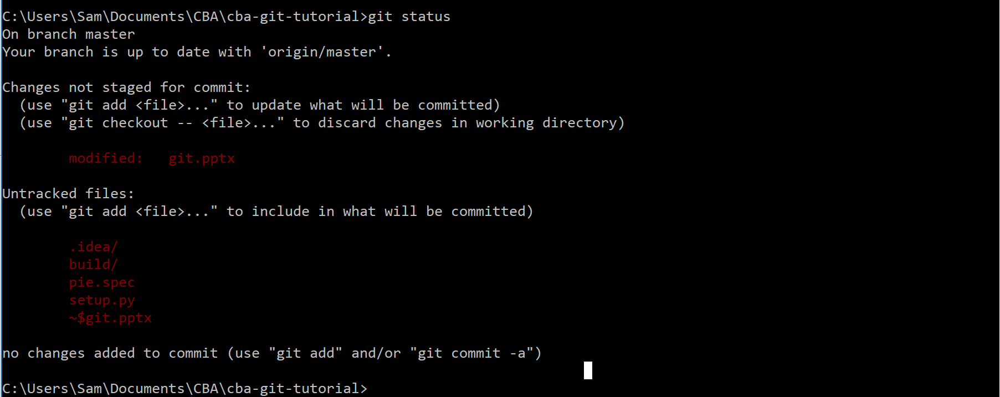 C:\Users\Sam\Documents\CBA\cba-git-tutorial>git status
On branch master
Your branch is up to date with 'origin/master'.
Changes not staged for commit:
  (use "git add <file>..." to update what will be committed)
  (use "git checkout -- <file>..." to discard changes in working directory)
        modified:   git.pptx
Untracked files:
  (use "git add <file>..." to include in what will be committed)
        .idea/
        build/
        pie.spec
        setup.py
        ~$git.pptx
no changes added to commit (use "git add" and/or "git commit -a")
C:\Users\Sam\Documents\CBA\cba-git-tutorial>